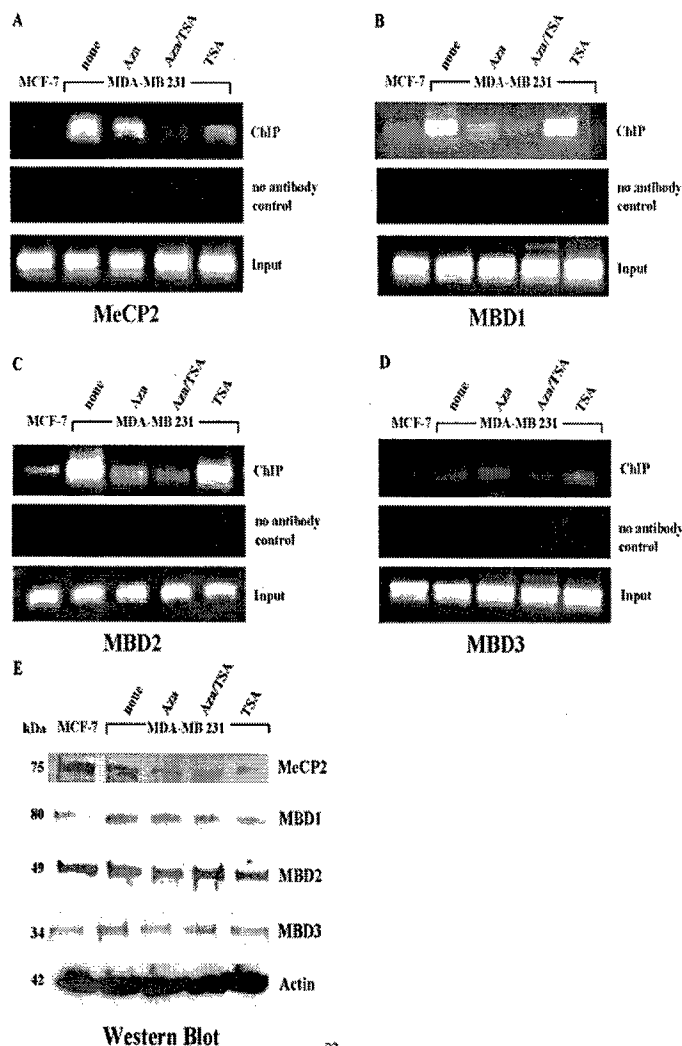 A
none
Aza
Aza/TSA
TSA
MCF-7
MDA-MB 231
ChIP
no antibody
control
Input
MeCP2
B
none
Aza
Aza/TSA
TSA
MCF-7
MDA-MB 231
ChIP
no antibody
control
Input
MBD1
C
none
Aza
Aza/TSA
TSA
MCF-7
MDA-MB 231
ChIP
no antibody
control
Input
MBD2
D
none
Aza
Aza/TSA
TSA
MCF-7
MDA-MB 231
ChIP
no antibody
control
Input
MBD3
E
none
Aza
Aza/TSA
TSA
kDa MCF-7 MDA-MB 231
75 MeCP2
80 MBD1
49 MBD2
34 MBD3
42 Actin
Western Blot